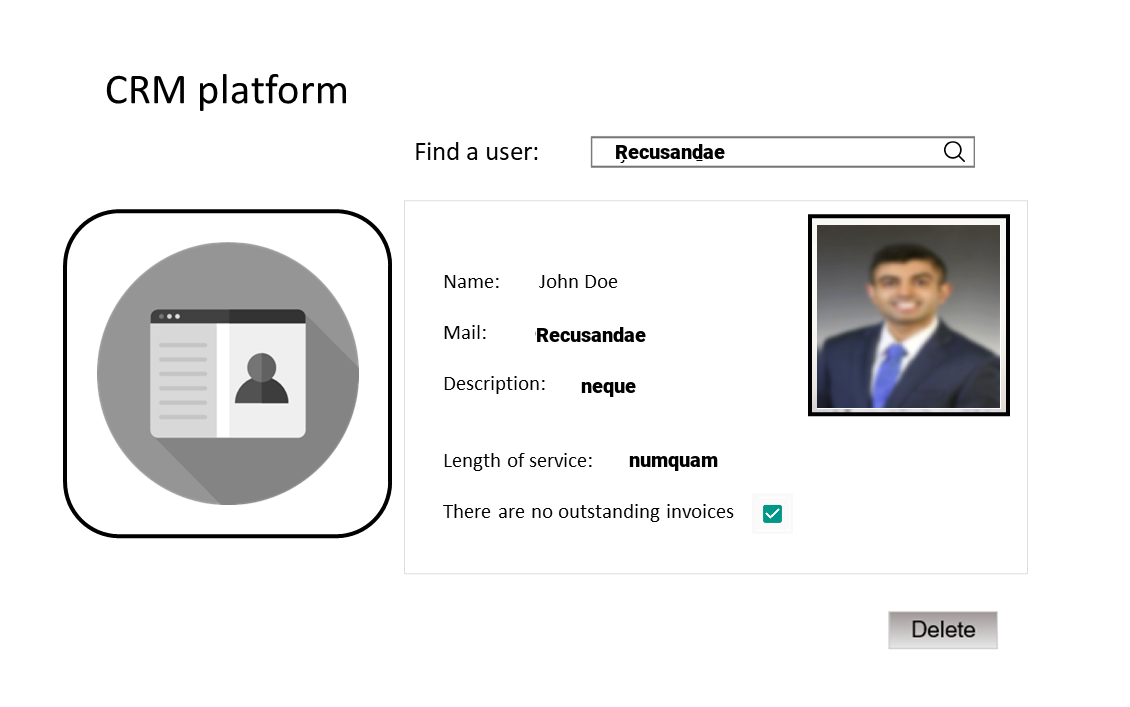 CRM platform
Find a user: Recusandae
Name: John Doe
Mail: Recusandae
Description: neque
Length of service: numquam
There are no outstanding invoices
Delete